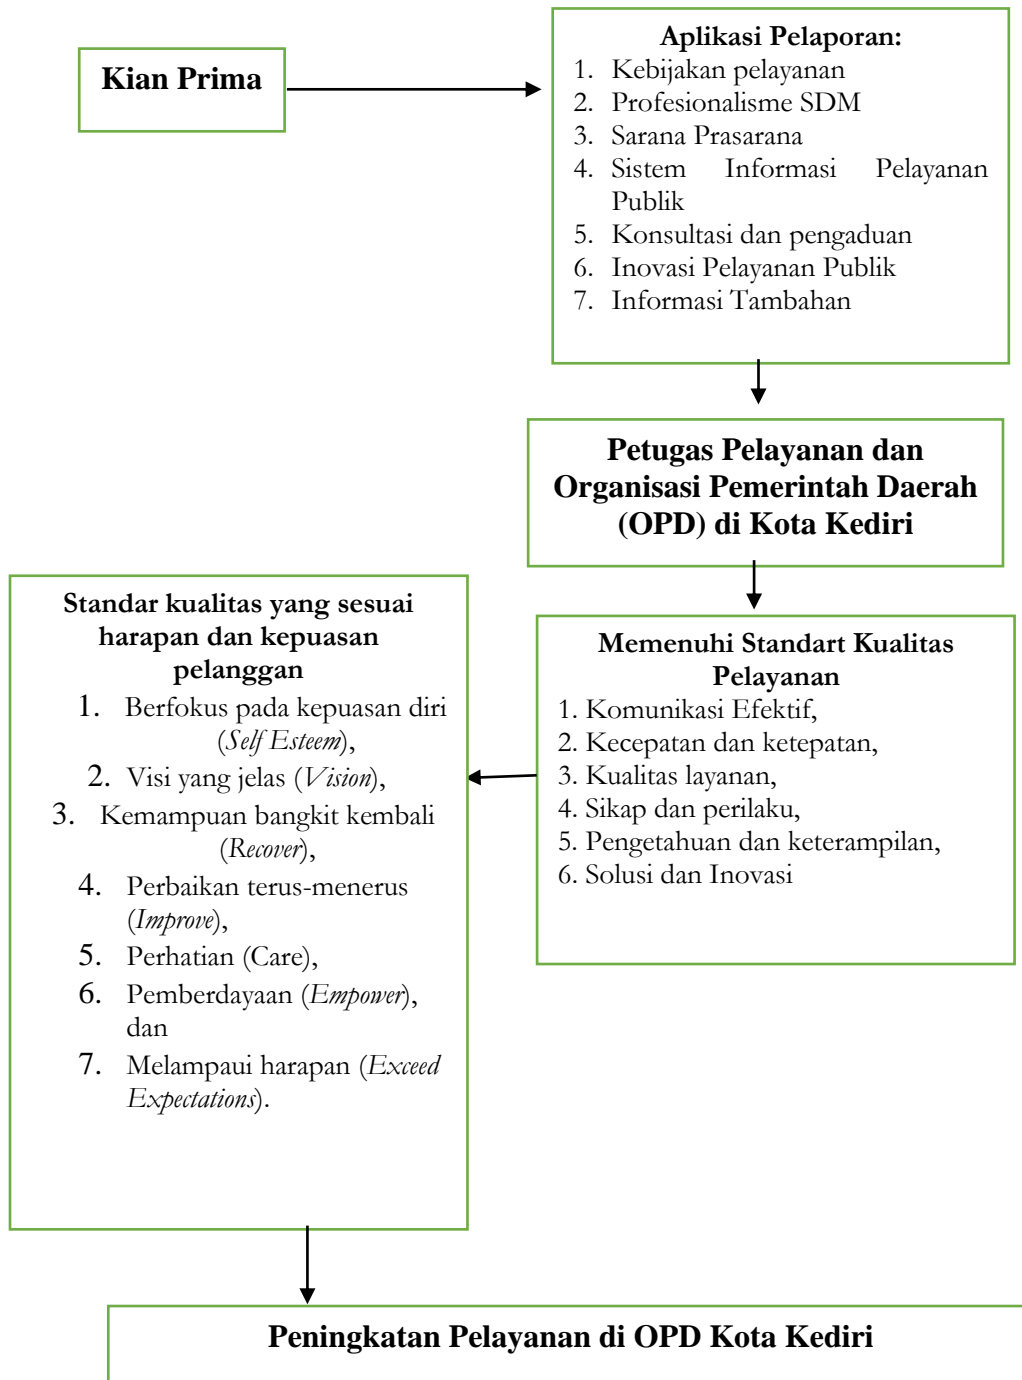 Kian Prima
Aplikasi Pelaporan:
1. Kebijakan pelayanan
2. Profesionalisme SDM
3. Sarana Prasarana
4. Sistem Informasi Pelayanan
Publik
5. Konsultasi dan pengaduan
6. Inovasi Pelayanan Publik
7. Informasi Tambahan
Petugas Pelayanan dan
Organisasi Pemerintah Daerah
(OPD) di Kota Kediri
Memenuhi Standart Kualitas
Pelayanan
1. Komunikasi Efektif,
2. Kecepatan dan ketepatan,
3. Kualitas layanan,
4. Sikap dan perilaku,
5. Pengetahuan dan keterampilan,
6. Solusi dan Inovasi
Standar kualitas yang sesuai
harapan dan kepuasan
pelanggan
1. Berfokus pada kepuasan diri
(Self Esteem),
2. Visi yang jelas (Vision),
3. Kemampuan bangkit kembali
(Recover),
4. Perbaikan terus-menerus
(Improve),
5. Perhatian (Care),
6. Pemberdayaan (Empower),
dan
7. Melampaui harapan (Exceed
Expectations).
Peningkatan Pelayanan di OPD Kota Kediri